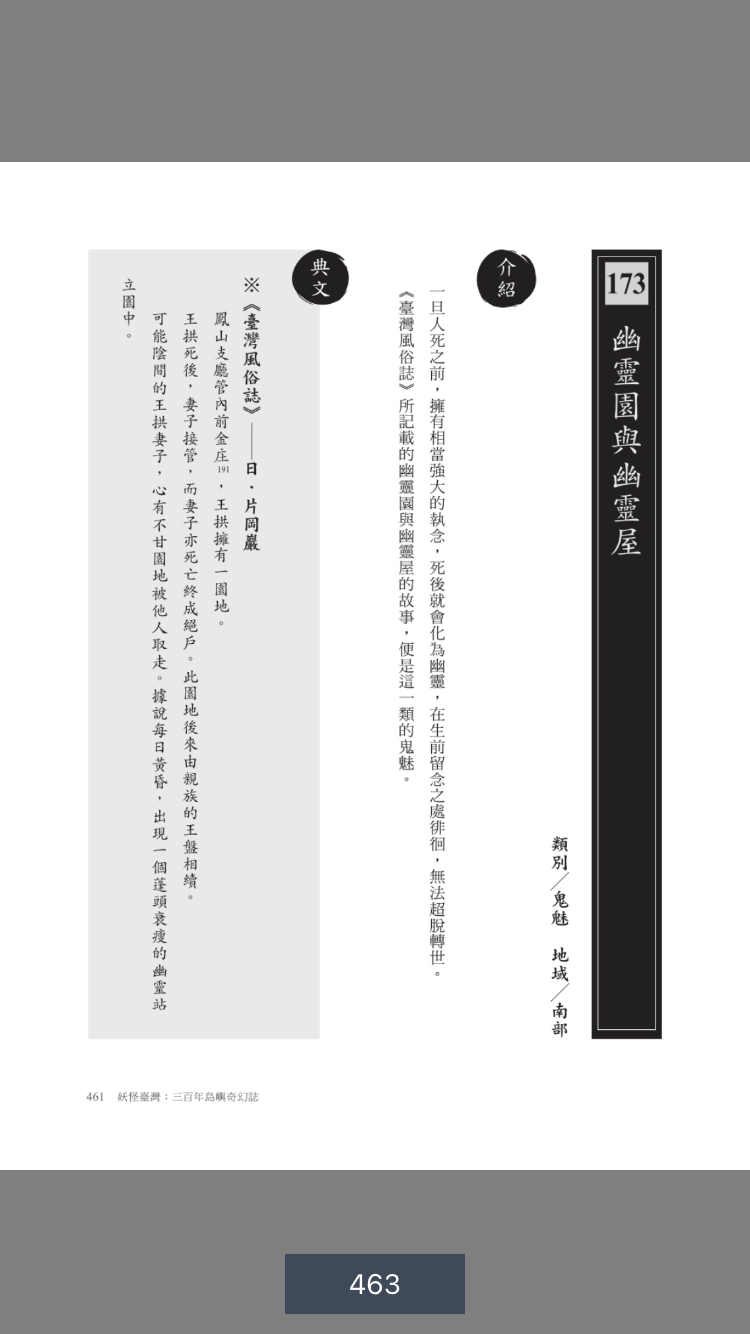 173
幽靈園與幽靈屋
類別／鬼魅　地域／南部
介紹
一旦人死之前，擁有相當強大的執念，死後就會化為幽靈，在生前留念之處徘徊，無法超脫轉世。
《臺灣風俗誌》所記載的幽靈園與幽靈屋的故事，便是這一類的鬼魅。
典文
※《臺灣風俗誌》——日．片岡巖
鳳山支廳管內前金庄191，王拱擁有一園地。
王拱死後，妻子接管，而妻子亦死亡終成絕戶。此園地後來由親族的王盤相續。
可能陰間的王拱妻子，心有不甘園地被他人取走。據說每日黃昏，出現一個蓬頭衰瘦的幽靈站
立園中。
461 妖怪臺灣：三百年島嶼奇幻誌
463